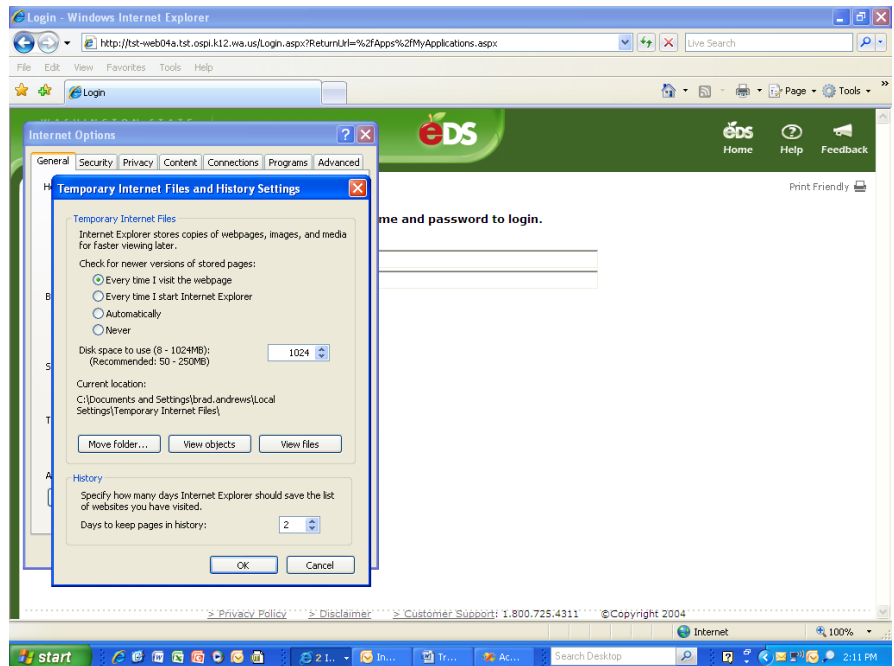 Login - Windows Internet Explorer
http://tst-web04a.tst.ospi.k12.wa.us/Login.aspx?ReturnUrl=%2fApps%2fMyApplications.aspx
Live Search
File Edit View Favorites Tools Help
Login
Page Tools »
WASHINGTON STATE
eDS
eDS
Home Help Feedback
Internet Options
General Security Privacy Content Connections Programs Advanced
Print Friendly
Temporary Internet Files and History Settings
me and password to login.
Temporary Internet Files
Internet Explorer stores copies of webpages, images, and media
for faster viewing later.
Check for newer versions of stored pages:
Every time I visit the webpage
Every time I start Internet Explorer
Automatically
Never
Disk space to use (8 - 1024MB): 1024
(Recommended: 50 - 250MB)
Current location:
C:\Documents and Settings\brad.andrews\Local
Settings\Temporary Internet Files\
Move folder... View objects View files
History
Specify how many days Internet Explorer should save the list
of websites you have visited.
Days to keep pages in history: 2
OK Cancel
> Privacy Policy > Disclaimer > Customer Support: 1.800.725.4311 ©Copyright 2004
Internet 100%
start 2 I... In... Tr... Ac... Search Desktop 2:11 PM